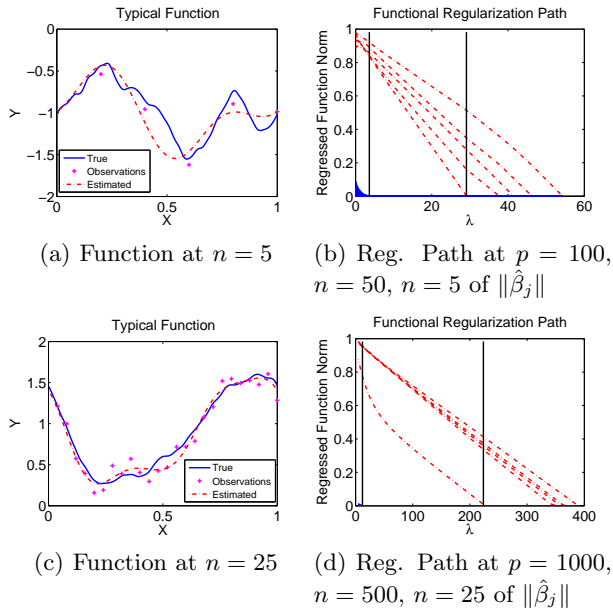 Typical Function
Functional Regularization Path
0
−0.5
−1
−1.5
−2
Y
True
Observations
Estimated
0
0.5
1
X
1
0.8
0.6
0.4
0.2
0
Regressed Function Norm
0
20
40
60
λ
(a) Function at n = 5
(b) Reg. Path at p = 100,
n = 50, n = 5 of ‖β̂j‖
Typical Function
Functional Regularization Path
2
1.5
1
0.5
0
Y
True
Observations
Estimated
0
0.5
1
X
1
0.8
0.6
0.4
0.2
0
Regressed Function Norm
0
100
200
300
400
λ
(c) Function at n = 25
(d) Reg. Path at p = 1000,
n = 500, n = 25 of ‖β̂j‖